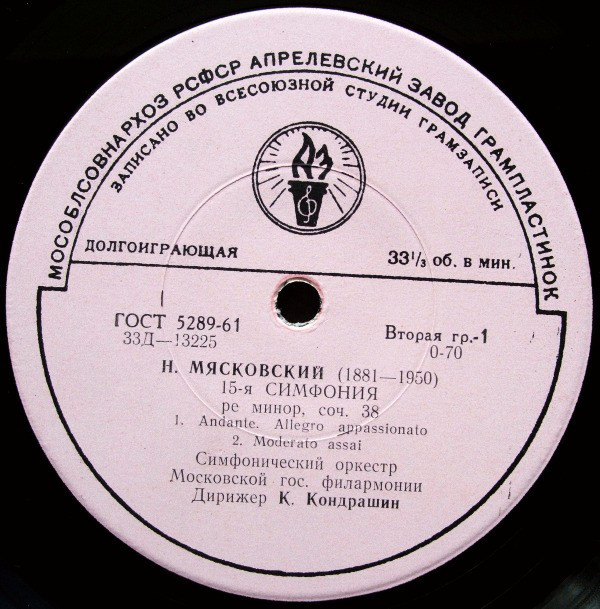 МОСОБЛСОВНАРХОЗ РСФСР АПРЕЛЕВСКИЙ ЗАВОД ГРАМПЛАСТИНОК
ЗАПИСАНО ВО ВСЕСОЮЗНОЙ СТУДИИ ГРАМЗАПИСИ
АЗ
ДОЛГОИГРАЮЩАЯ 33⅓ об. в мин.
ГОСТ 5289-61 Вторая гр.-1
33Д—13225 0-70
Н. МЯСКОВСКИЙ (1881—1950)
15-я СИМФОНИЯ
ре минор, соч. 38
1. Andante. Allegro appassionato
2. Moderato assai
Симфонический оркестр
Московской гос. филармонии
Дирижер К. Кондрашин